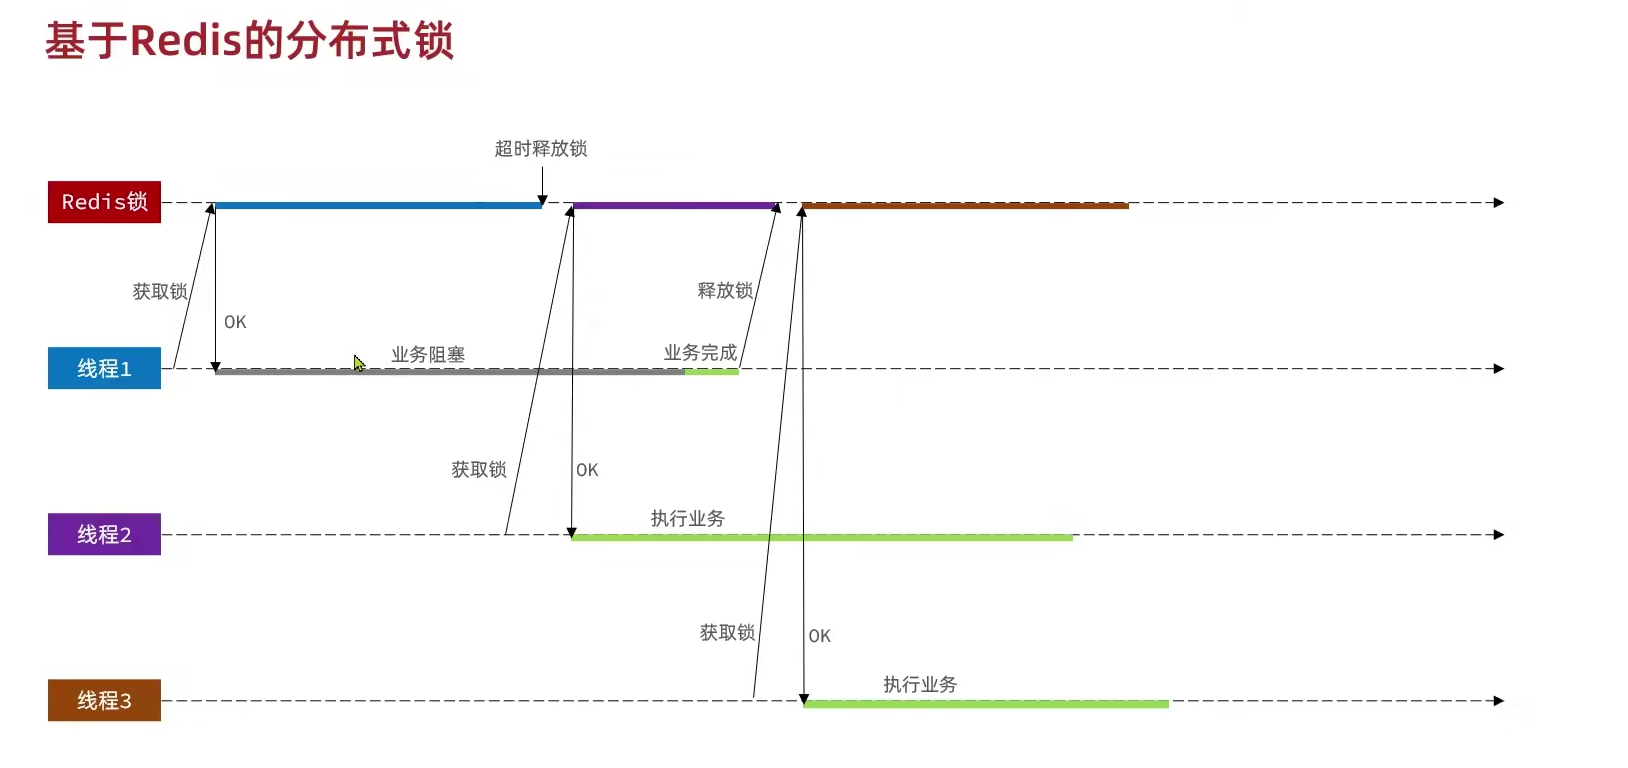 基于Redis的分布式锁
超时释放锁
Redis锁
获取锁
释放锁
OK
线程1
业务阻塞
业务完成
获取锁
OK
线程2
执行业务
获取锁
OK
线程3
执行业务